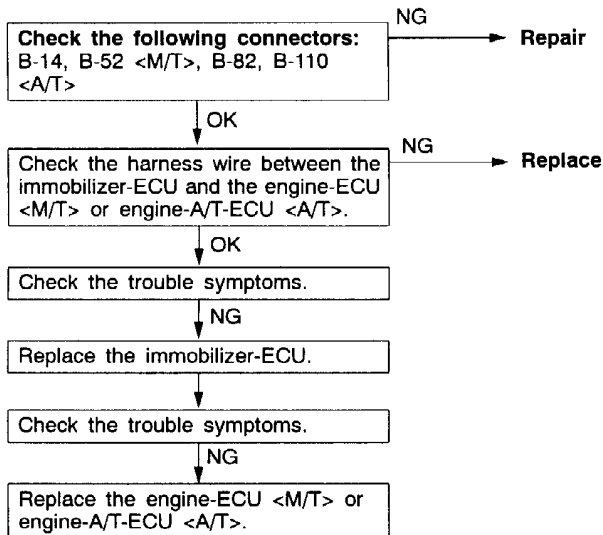 Check the following connectors:
B-14, B-52 <M/T>, B-82, B-110
<A/T>
NG
Repair
OK
Check the harness wire between the
immobilizer-ECU and the engine-ECU
<M/T> or engine-A/T-ECU <A/T>.
NG
Replace
OK
Check the trouble symptoms.
NG
Replace the immobilizer-ECU.
Check the trouble symptoms.
NG
Replace the engine-ECU <M/T> or
engine-A/T-ECU <A/T>.